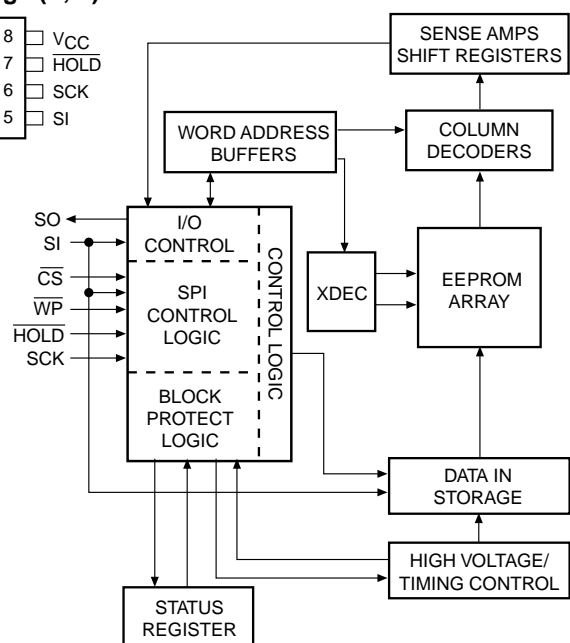 8 VCC
7 HOLD
6 SCK
5 SI
SENSE AMPS
SHIFT REGISTERS
WORD ADDRESS
BUFFERS
COLUMN
DECODERS
SO
SI
CS
WP
HOLD
SCK
I/O
CONTROL
SPI
CONTROL
LOGIC
BLOCK
PROTECT
LOGIC
CONTROL LOGIC
XDEC
EEPROM
ARRAY
DATA IN
STORAGE
HIGH VOLTAGE/
TIMING CONTROL
STATUS
REGISTER